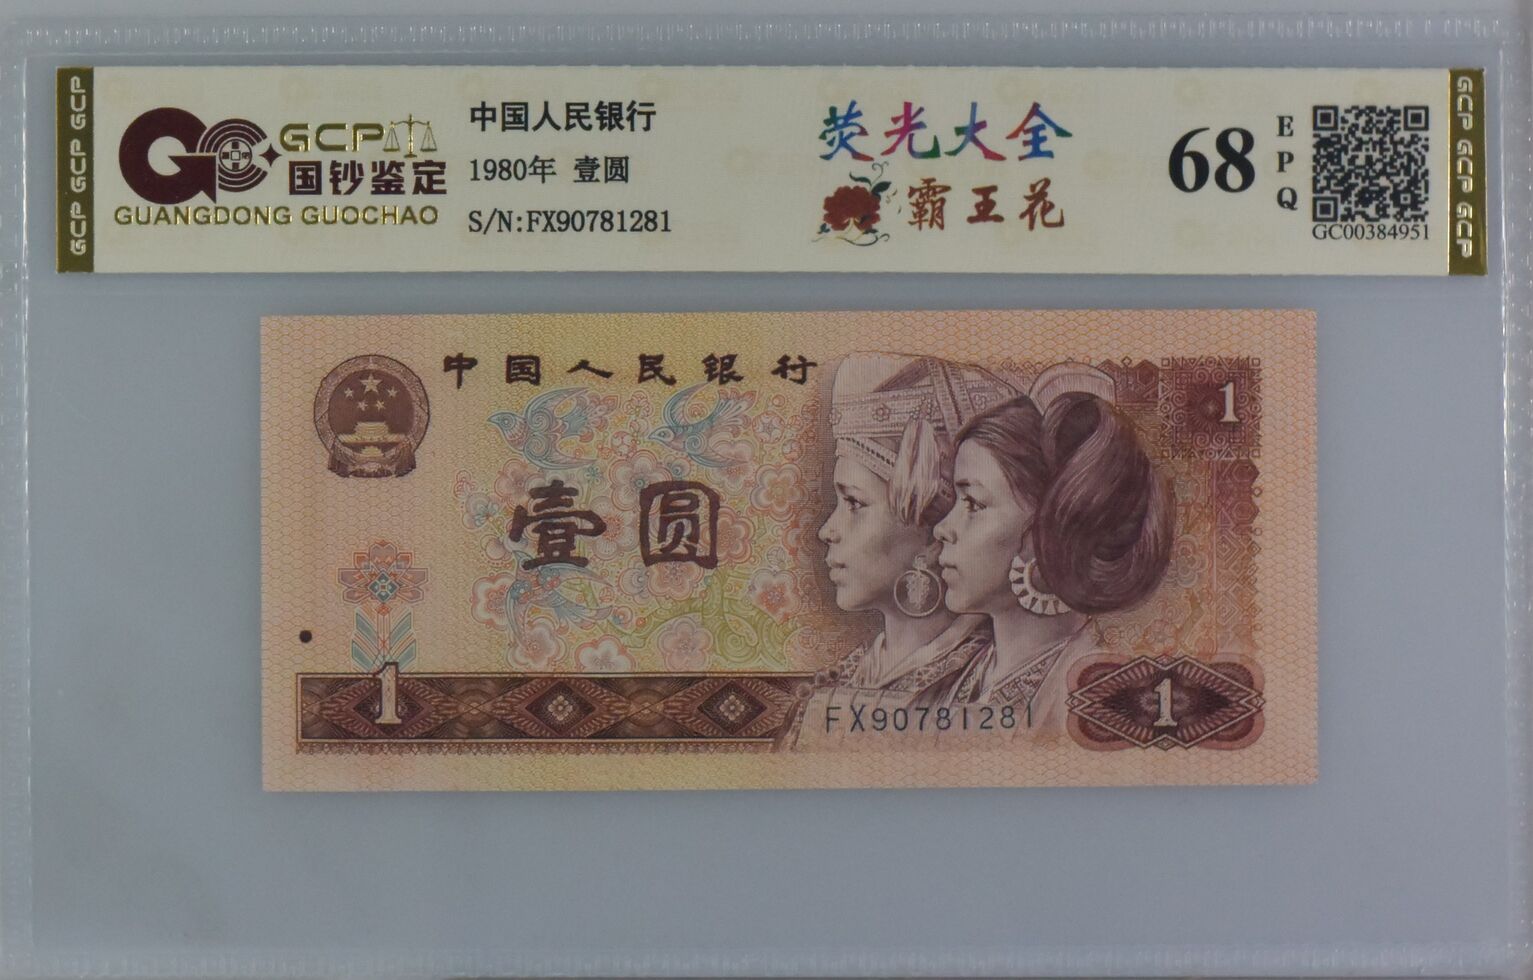 GCP GCP GCP
GCP
国钞鉴定
GUANGDONG GUOCHAO
中国人民银行
1980年 壹圆
S/N:FX90781281
荧光大全
霸王花
68
EPQ
GC00384951
GCP GCP GCP
中国人民银行
1
壹圆
1
FX90781281
1